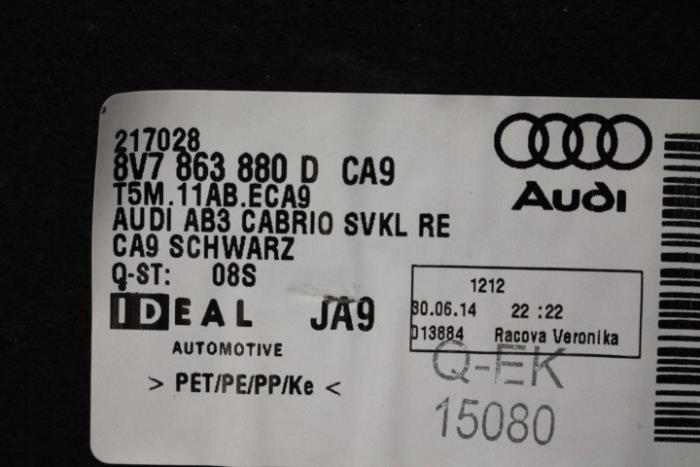 217028
8V7 863 880 D CA9
T5M.11AB.ECA9
AUDI AB3 CABRIO SVKL RE
CA9 SCHWARZ
Q-ST: 08S
IDEAL JA9
AUTOMOTIVE
> PET/PE/PP/Ke <
Audi
1212
30.06.14 22:22
013884 Racova Veronika
Q-EK
15080